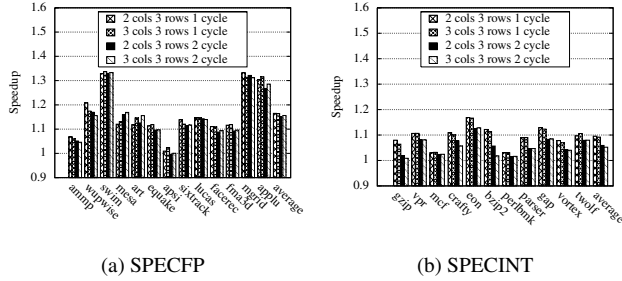 1.6
1.5
1.4
1.3
1.2
1.1
1
0.9
Speedup
2 cols 3 rows 1 cycle
3 cols 3 rows 1 cycle
2 cols 3 rows 2 cycle
3 cols 3 rows 2 cycle
ammp
wupwise
swim
mesa
art
equake
apsi
sixtrack
lucas
facerec
fma3d
mgrid
applu
average
(a) SPECFP
1.6
1.5
1.4
1.3
1.2
1.1
1
0.9
Speedup
2 cols 3 rows 1 cycle
3 cols 3 rows 1 cycle
2 cols 3 rows 2 cycle
3 cols 3 rows 2 cycle
gzip
vpr
mcf
crafty
eon
bzip2
perlbmk
parser
gap
vortex
twolf
average
(b) SPECINT